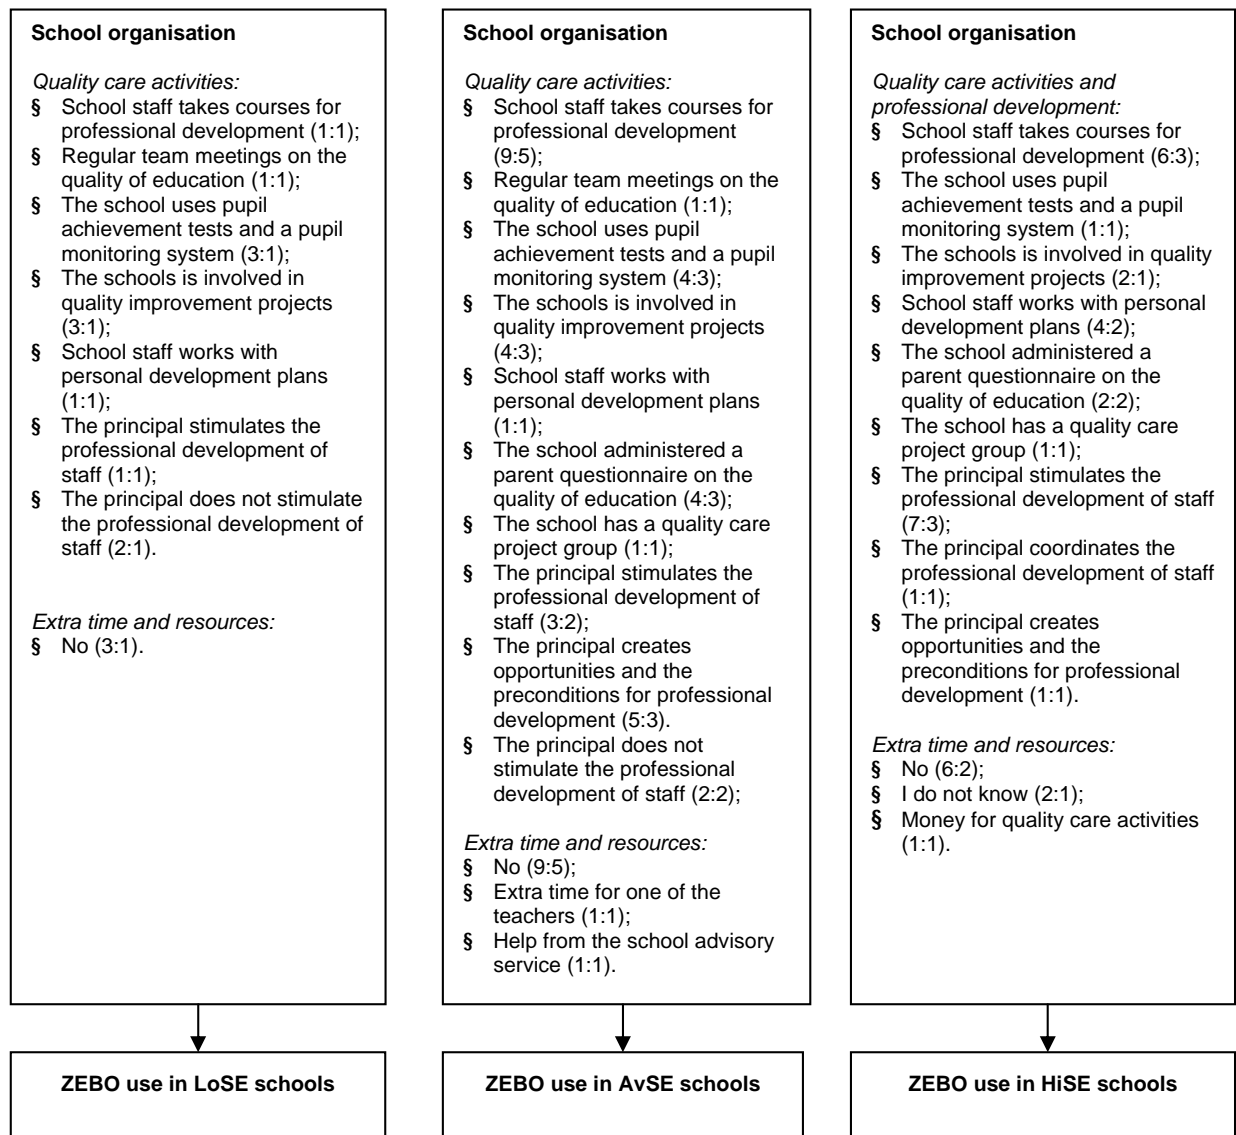 School organisation
Quality care activities:
§ School staff takes courses for
professional development (1:1);
§ Regular team meetings on the
quality of education (1:1);
§ The school uses pupil
achievement tests and a pupil
monitoring system (3:1);
§ The schools is involved in
quality improvement projects
(3:1);
§ School staff works with
personal development plans
(1:1);
§ The principal stimulates the
professional development of
staff (1:1);
§ The principal does not stimulate
the professional development of
staff (2:1).
Extra time and resources:
§ No (3:1).
ZEBO use in LoSE schools
School organisation
Quality care activities:
§ School staff takes courses for
professional development
(9:5);
§ Regular team meetings on the
quality of education (1:1);
§ The school uses pupil
achievement tests and a pupil
monitoring system (4:3);
§ The schools is involved in
quality improvement projects
(4:3);
§ School staff works with
personal development plans
(1:1);
§ The school administered a
parent questionnaire on the
quality of education (4:3);
§ The school has a quality care
project group (1:1);
§ The principal stimulates the
professional development of
staff (3:2);
§ The principal creates
opportunities and the
preconditions for professional
development (5:3).
§ The principal does not
stimulate the professional
development of staff (2:2);
Extra time and resources:
§ No (9:5);
§ Extra time for one of the
teachers (1:1);
§ Help from the school advisory
service (1:1).
ZEBO use in AvSE schools
School organisation
Quality care activities and
professional development:
§ School staff takes courses for
professional development (6:3);
§ The school uses pupil
achievement tests and a pupil
monitoring system (1:1);
§ The schools is involved in quality
improvement projects (2:1);
§ School staff works with personal
development plans (4:2);
§ The school administered a
parent questionnaire on the
quality of education (2:2);
§ The school has a quality care
project group (1:1);
§ The principal stimulates the
professional development of staff
(7:3);
§ The principal coordinates the
professional development of staff
(1:1);
§ The principal creates
opportunities and the
preconditions for professional
development (1:1).
Extra time and resources:
§ No (6:2);
§ I do not know (2:1);
§ Money for quality care activities
(1:1).
ZEBO use in HiSE schools